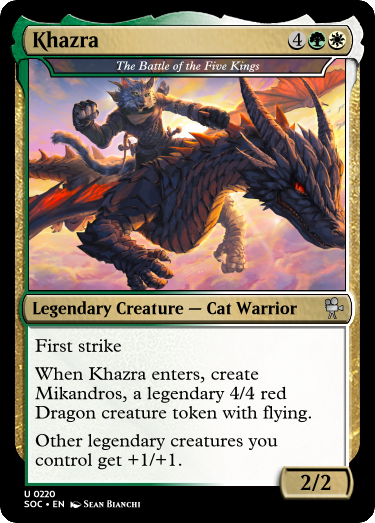 Khazra 4
The Battle of the Five Kings
Legendary Creature — Cat Warrior
First strike
When Khazra enters, create
Mikandros, a legendary 4/4 red
Dragon creature token with flying.
Other legendary creatures you
control get +1/+1.
2/2
U 0220
SOC • EN Sean Bianchi